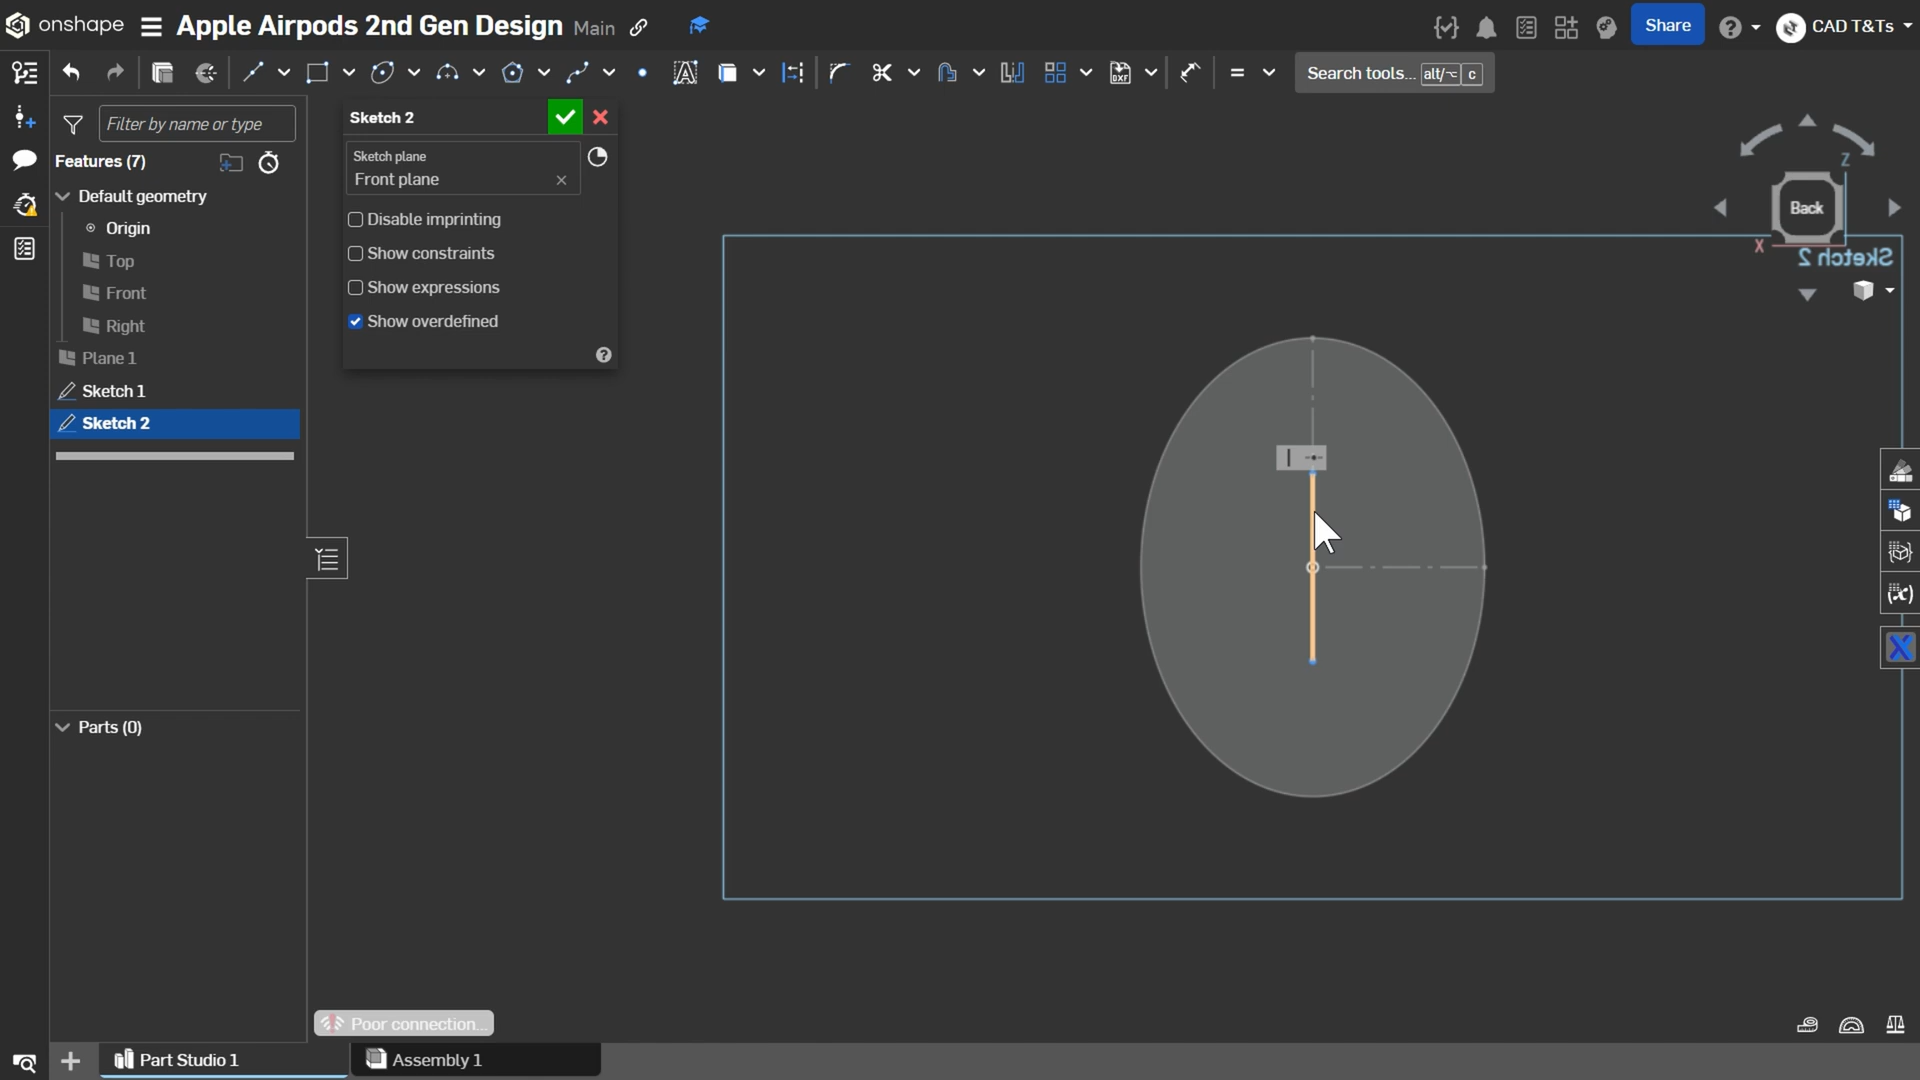 onshape Apple Airpods 2nd Gen Design Main Share CAD T&Ts
DXF Search tools... alt/⌥ c
Filter by name or type
Features (7)
Default geometry
Origin
Top
Front
Right
Plane 1
Sketch 1
Sketch 2
Parts (0)
Sketch 2
Sketch plane
Front plane
Disable imprinting
Show constraints
Show expressions
Show overdefined
Z
Back
X
Sketch 2
(x)
Poor connection...
Part Studio 1
Assembly 1